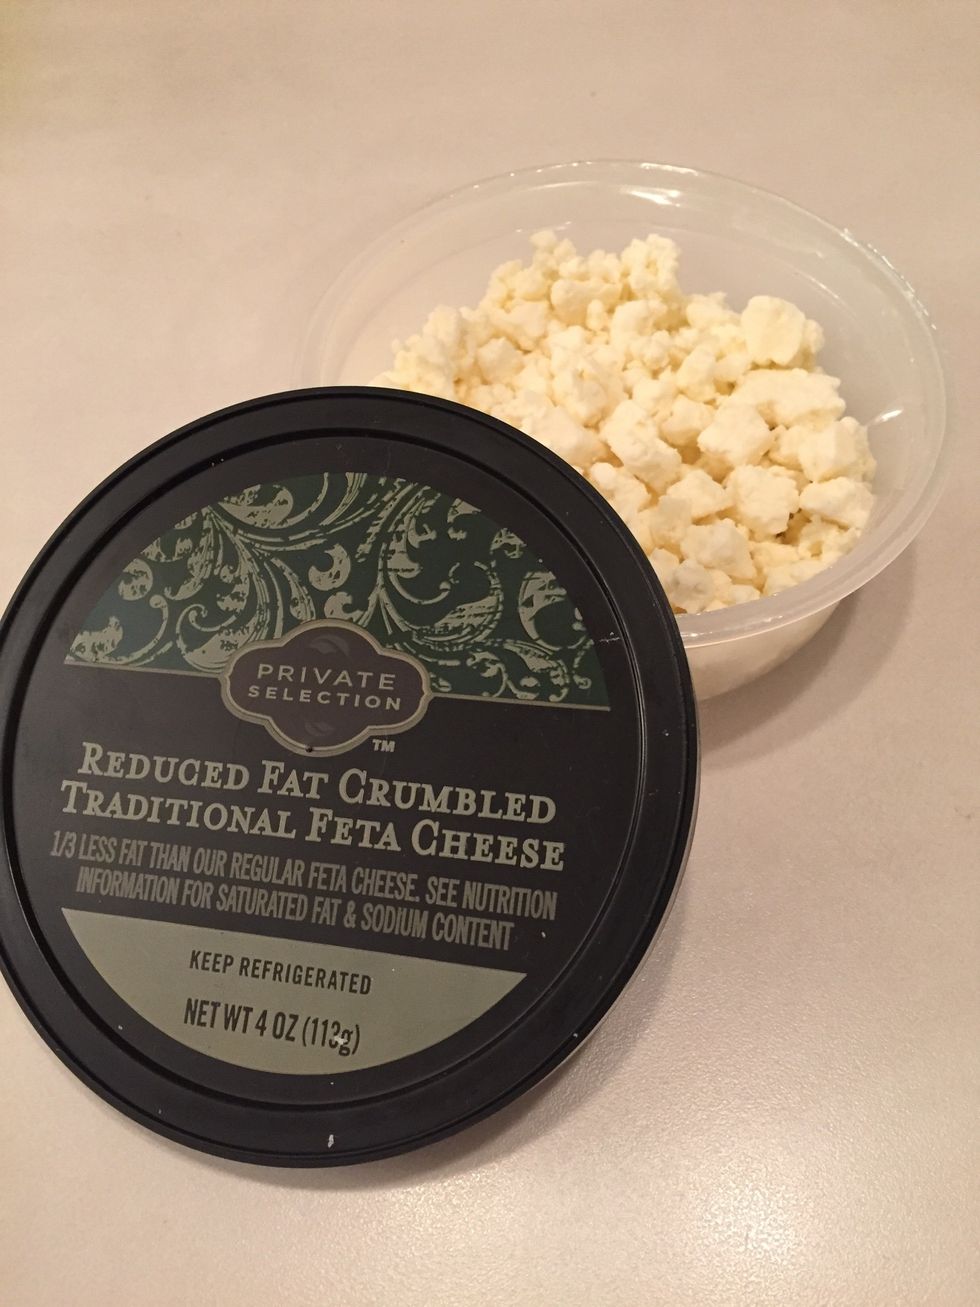 PRIVATE
SELECTION
™
REDUCED FAT CRUMBLED
TRADITIONAL FETA CHEESE
1/3 LESS FAT THAN OUR REGULAR FETA CHEESE. SEE NUTRITION
INFORMATION FOR SATURATED FAT & SODIUM CONTENT
KEEP REFRIGERATED
NET WT 4 OZ (113g)